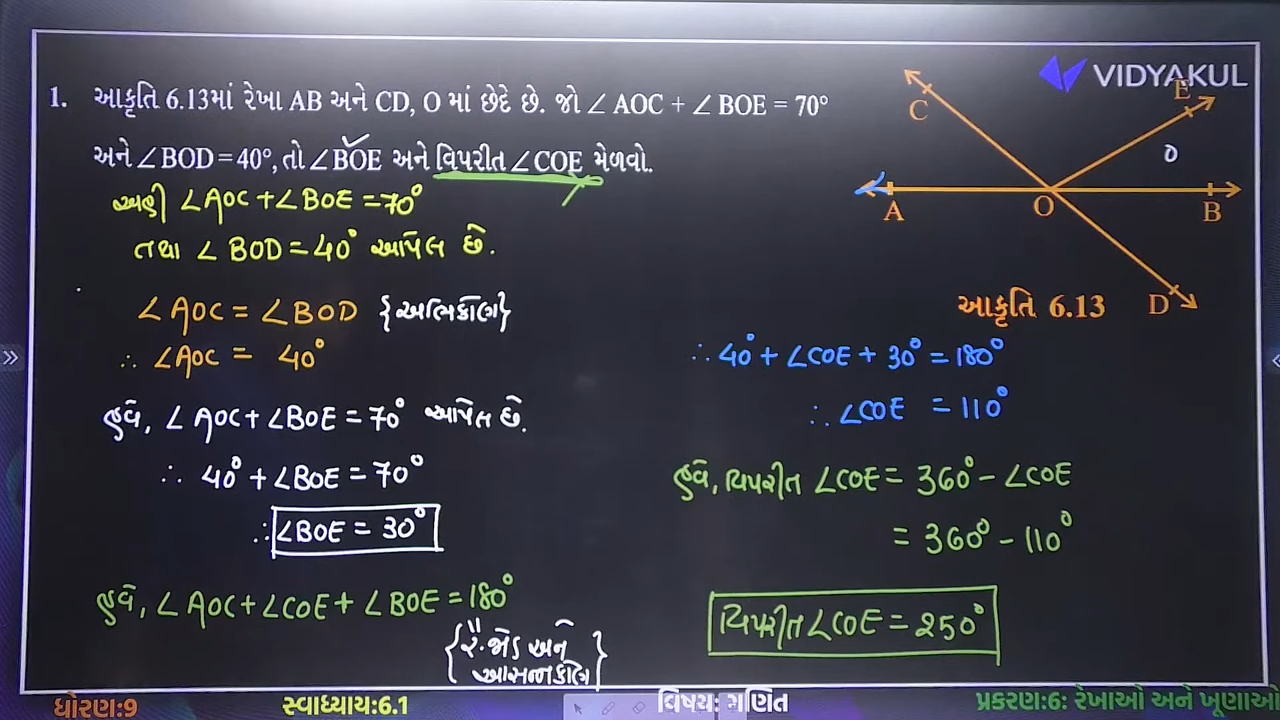 VIDYAKUL
1. આકૃતિ 6.13માં રેખા AB અને CD, O માં છેદે છે. જો ∠ AOC + ∠ BOE = 70°
અને ∠ BOD = 40°, તો ∠ BOE અને વિપરીત ∠COE મેળવો.
C
E
A
O
B
D
આકૃતિ 6.13
અહી ∠AOC + ∠BOE = 70°
તથા ∠ BOD = 40° આપેલ છે.
∠AOC = ∠BOD {અભિકોણ}
∴ ∠AOC = 40°
હવે, ∠ AOC + ∠BOE = 70° આપેલ છે.
∴ 40° + ∠BOE = 70°
∴ ∠BOE = 30°
હવે, ∠ AOC + ∠COE + ∠ BOE = 180°
{રૈ. જોડ અને
આસન્નકોણ}
∴ 40° + ∠COE + 30° = 180°
∴ ∠COE = 110°
હવે, વિપરીત ∠COE = 360° - ∠COE
= 360° - 110°
વિપરીત ∠COE = 250°
ધોરણ:9 સ્વાધ્યાય:6.1 વિષય: ગણિત પ્રકરણ:6: રેખાઓ અને ખૂણાઓ